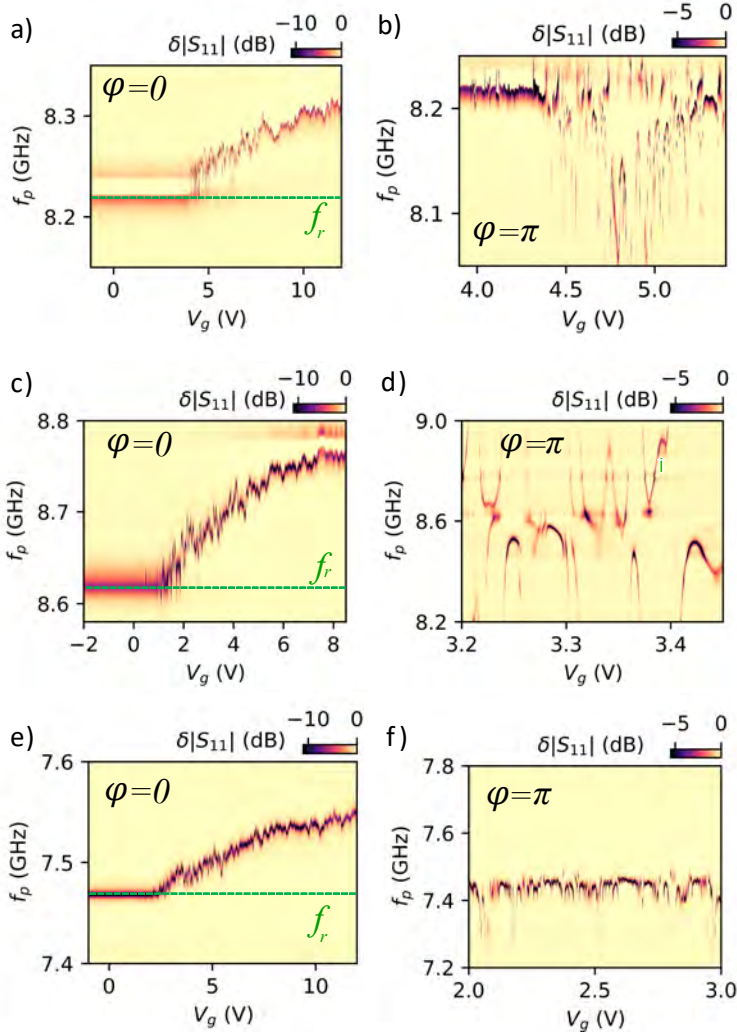 a)
δ|S₁₁| (dB)
−10 0
φ=0
f_p (GHz)
8.3
8.2
f_r
0 5 10
V_g (V)
b)
δ|S₁₁| (dB)
−5 0
φ=π
f_p (GHz)
8.2
8.1
4.0 4.5 5.0
V_g (V)
c)
δ|S₁₁| (dB)
−10 0
φ=0
f_p (GHz)
8.8
8.7
8.6
f_r
−2 0 2 4 6 8
V_g (V)
d)
δ|S₁₁| (dB)
−5 0
φ=π
i
f_p (GHz)
9.0
8.6
8.2
3.2 3.3 3.4
V_g (V)
e)
δ|S₁₁| (dB)
−10 0
φ=0
f_p (GHz)
7.6
7.5
7.4
f_r
0 5 10
V_g (V)
f)
δ|S₁₁| (dB)
−5 0
φ=π
f_p (GHz)
7.8
7.6
7.4
7.2
2.0 2.5 3.0
V_g (V)